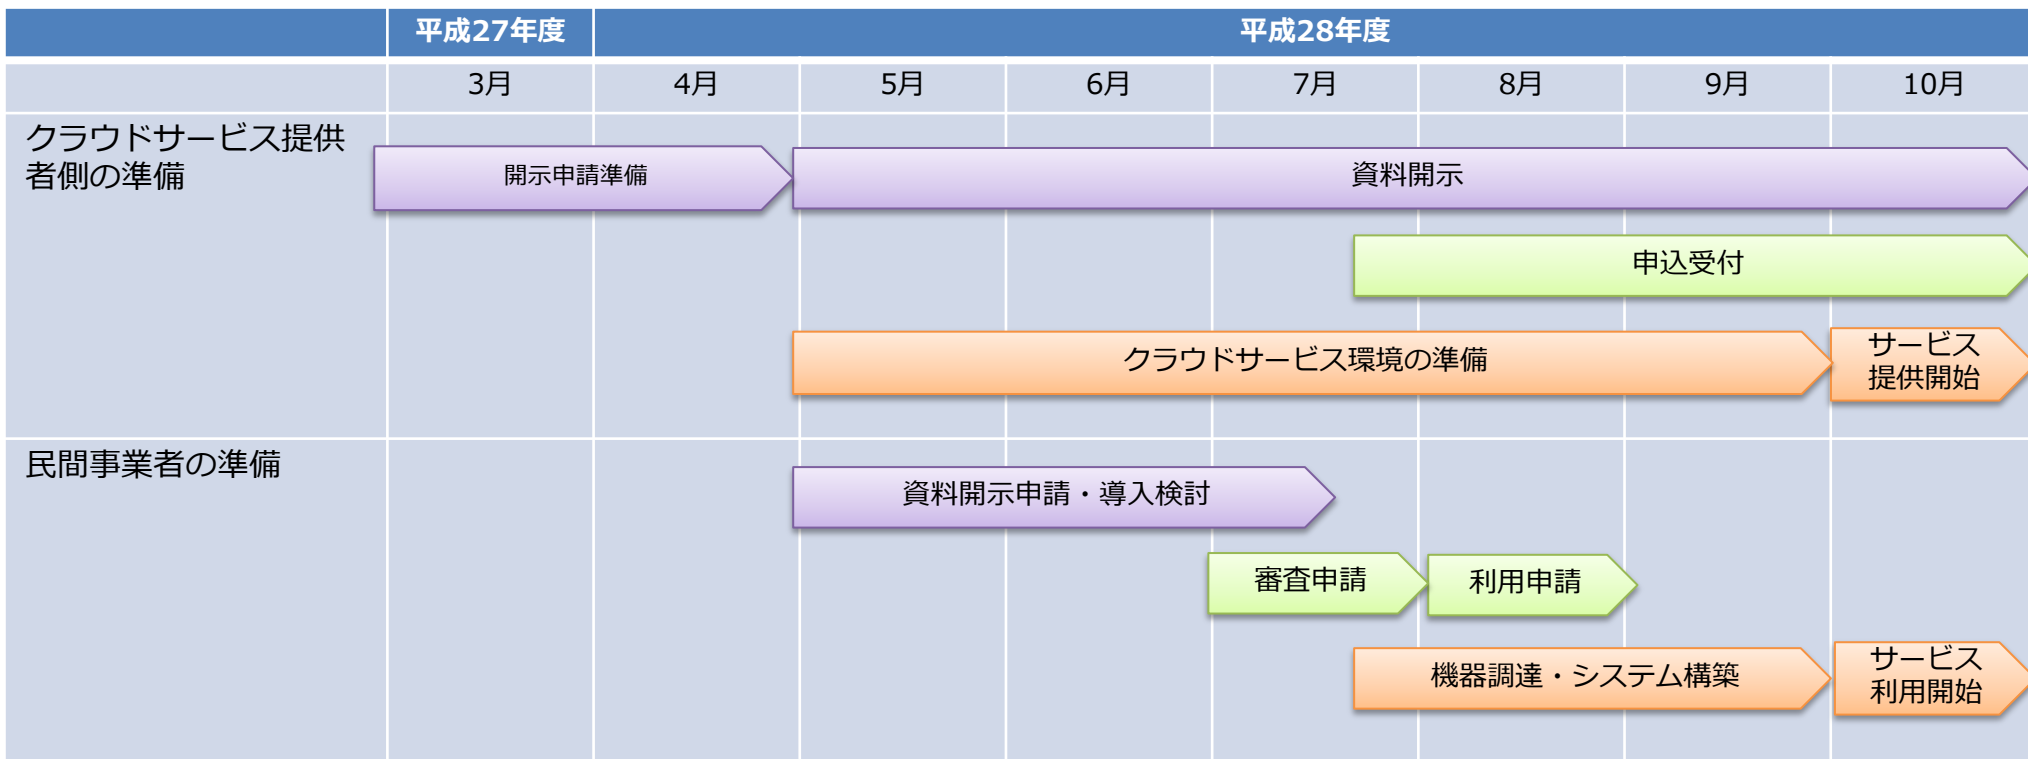 平成27年度
平成28年度
3月
4月
5月
6月
7月
8月
9月
10月
クラウドサービス提供
者側の準備
開示申請準備
資料開示
申込受付
クラウドサービス環境の準備
サービス
提供開始
民間事業者の準備
資料開示申請・導入検討
審査申請
利用申請
機器調達・システム構築
サービス
利用開始